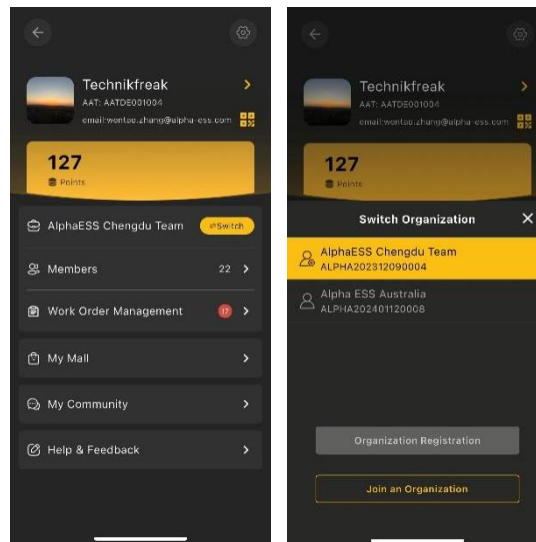 Technikfreak
AAT: AATDE001004
email:wontao.zhang@alpha-ess.com
127
Points
AlphaESS Chengdu Team
Switch
Members
22
Work Order Management
17
My Mall
My Community
Help & Feedback
Technikfreak
AAT: AATDE001004
email:wontao.zhang@alpha-ess.com
127
Points
Switch Organization
AlphaESS Chengdu Team
ALPHA202312090004
Alpha ESS Australia
ALPHA202401120008
Organization Registration
Join an Organization